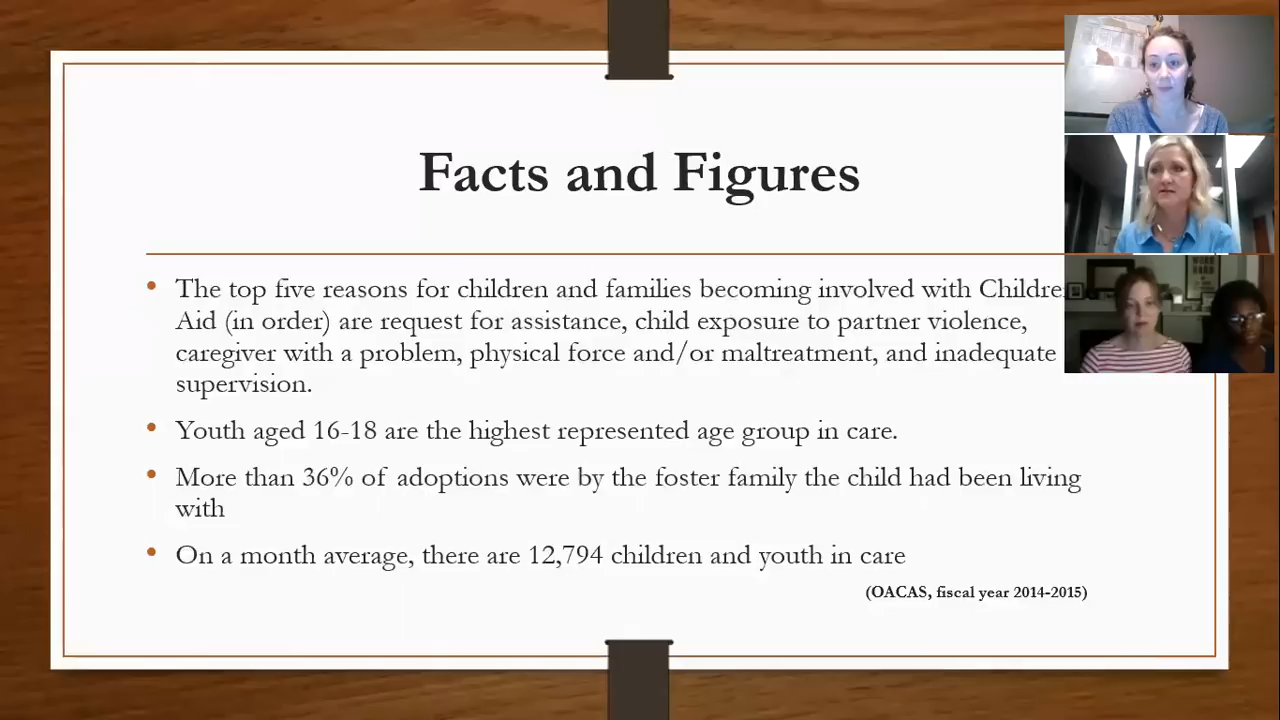 Facts and Figures
• The top five reasons for children and families becoming involved with
Aid (in order) are request for assistance, child exposure to partner violence,
caregiver with a problem, physical force and/or maltreatment, and inadequate
supervision.
• Youth aged 16-18 are the highest represented age group in care.
• More than 36% of adoptions were by the foster family the child had been living
with
• On a month average, there are 12,794 children and youth in care
(OACAS, fiscal year 2014-2015)
WORK
HARD